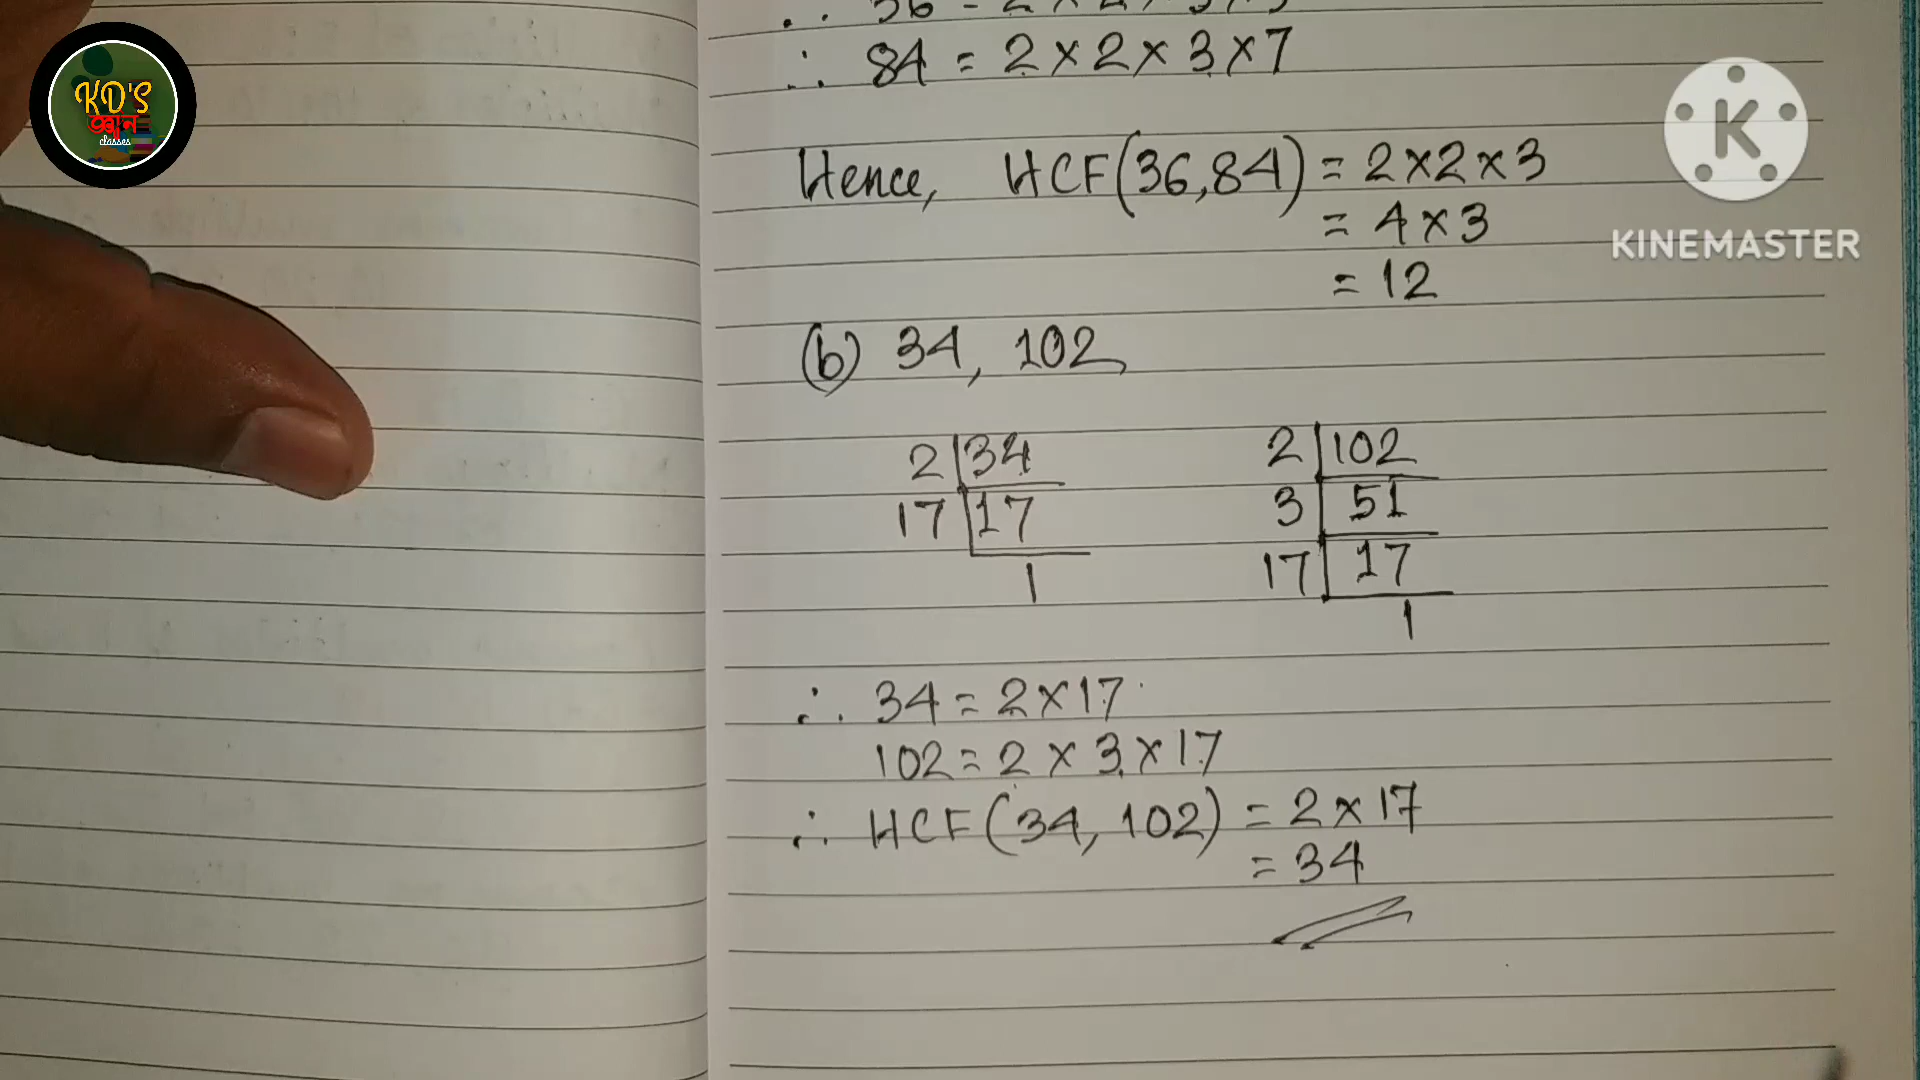 KD'S
জ্ঞান
classes
K
KINEMASTER
∴ 84 = 2 × 2 × 3 × 7
Hence, HCF(36,84) = 2×2×3
= 4×3
= 12
(b) 34, 102
2 | 34
17 | 17
1
2 | 102
3 | 51
17 | 17
1
∴ 34 = 2×17
102 = 2 × 3 × 17
∴ HCF(34, 102) = 2×17
= 34